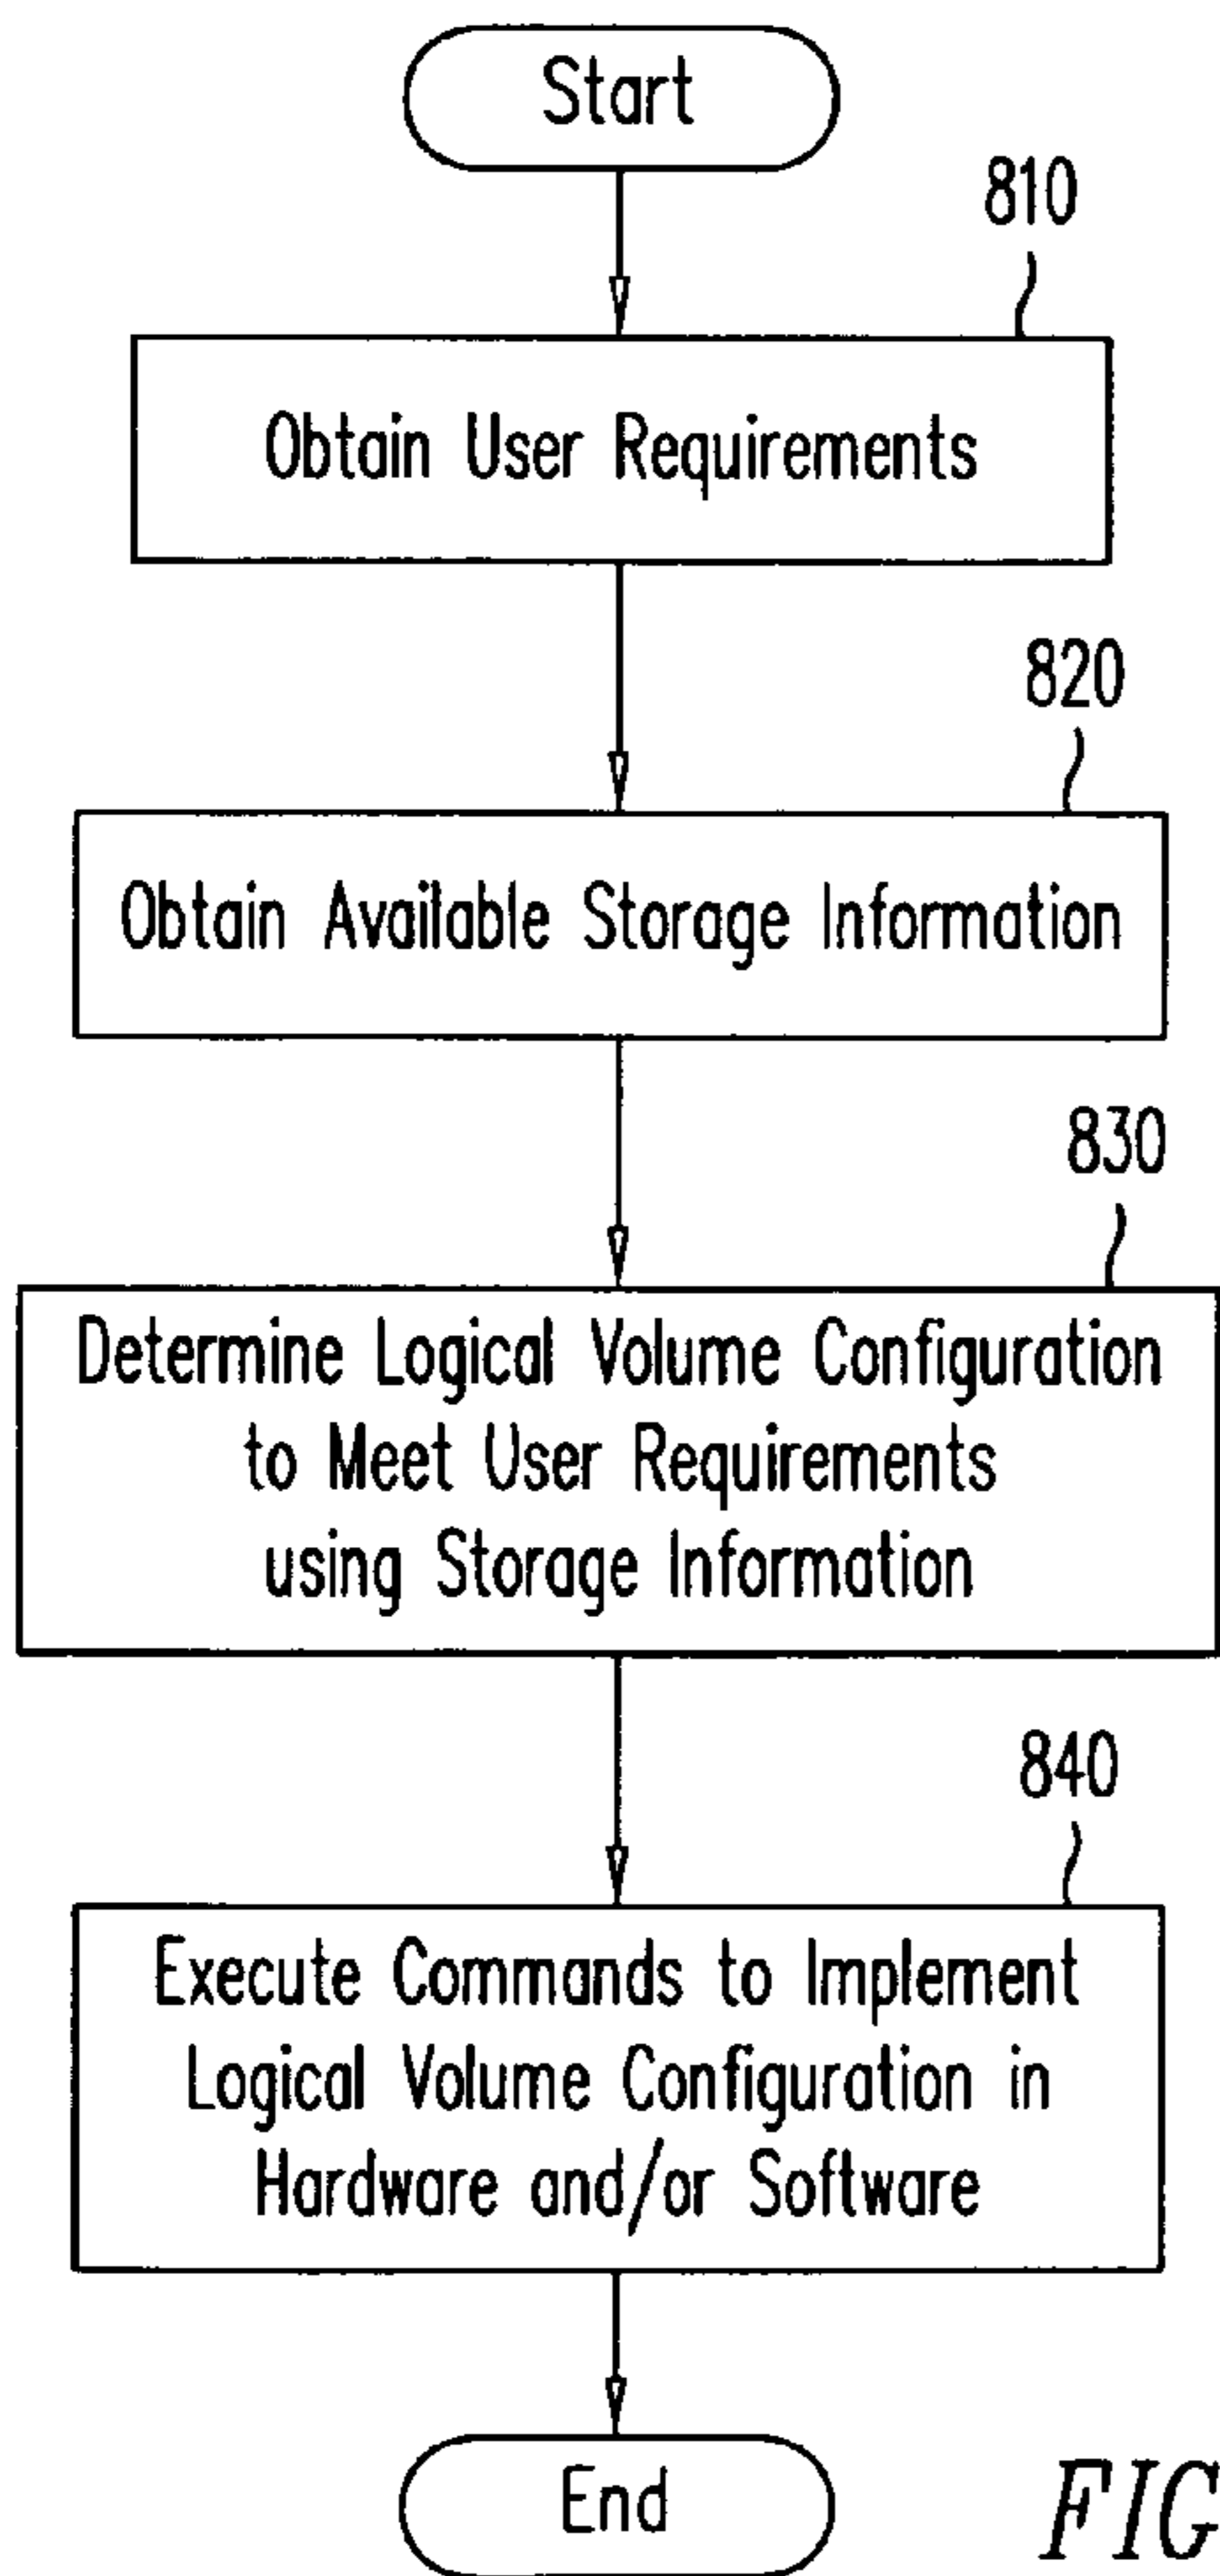 Start
810
Obtain User Requirements
820
Obtain Available Storage Information
830
Determine Logical Volume Configuration
to Meet User Requirements
using Storage Information
840
Execute Commands to Implement
Logical Volume Configuration in
Hardware and/or Software
End
FIG